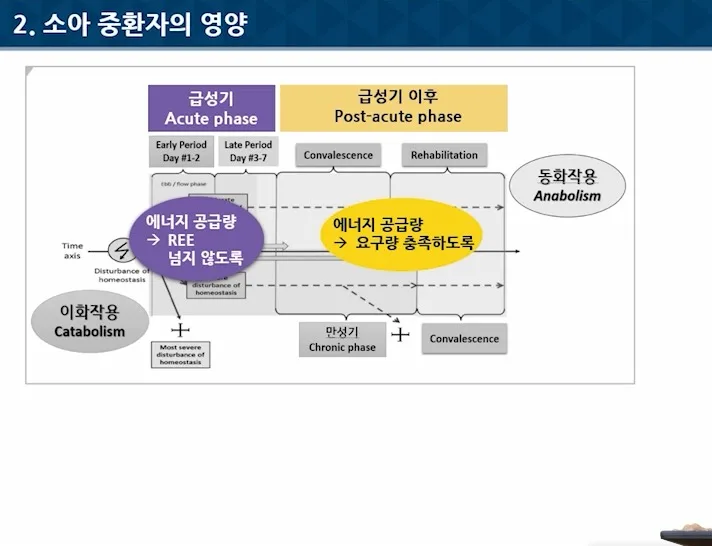 2. 소아 중환자의 영양
급성기
Acute phase
급성기 이후
Post-acute phase
Early Period
Day #1-2
Late Period
Day #3-7
Convalescence
Rehabilitation
동화작용
Anabolism
Ebb / flow phase
에너지 공급량
→ REE
넘지 않도록
에너지 공급량
→ 요구량 충족하도록
Time
axis
Disturbance of
homeostasis
disturbance of
homeostasis
이화작용
Catabolism
Most severe
disturbance of
homeostasis
만성기
Chronic phase
Convalescence